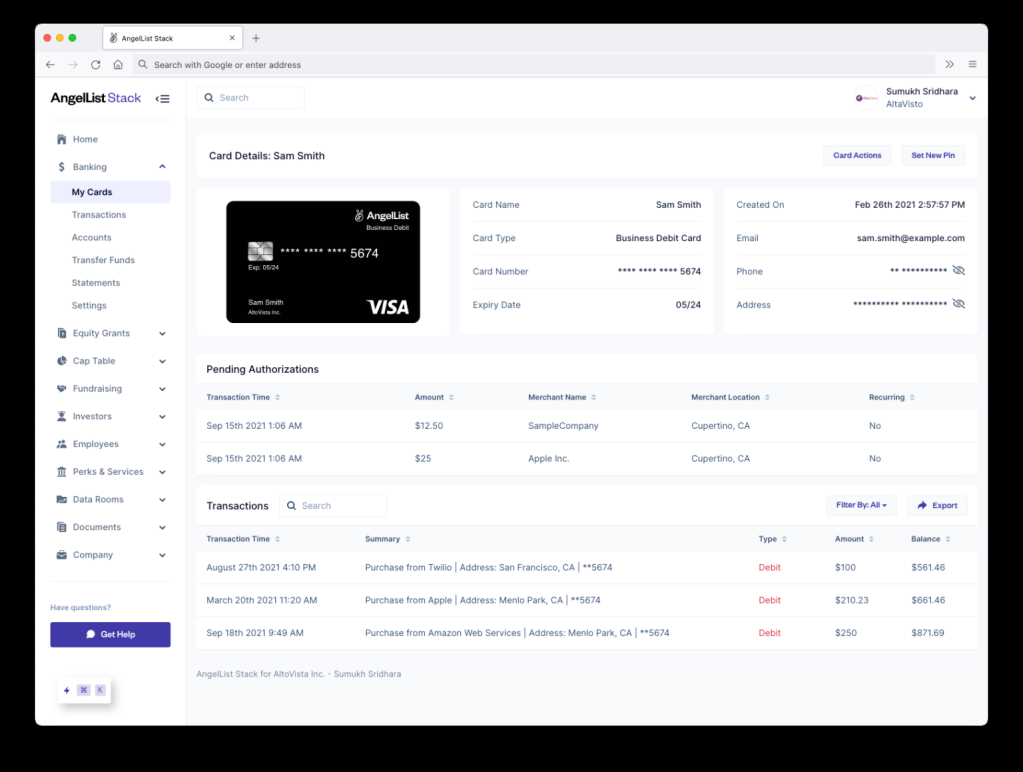 AngelList Stack
Search with Google or enter address
AngelList Stack
Search
Sumukh Sridhara
AltaVisto
Home
Banking
My Cards
Transactions
Accounts
Transfer Funds
Statements
Settings
Equity Grants
Cap Table
Fundraising
Investors
Employees
Perks & Services
Data Rooms
Documents
Company
Have questions?
Get Help
⌘ K
Card Details: Sam Smith
Card Actions
Set New Pin
AngelList
Business Debit
**** **** **** 5674
Exp: 05/24
Sam Smith
AltoVista Inc.
VISA
Card Name Sam Smith
Card Type Business Debit Card
Card Number **** **** **** 5674
Expiry Date 05/24
Created On Feb 26th 2021 2:57:57 PM
Email sam.smith@example.com
Phone ** **********
Address ********** **********
Pending Authorizations
Transaction Time Amount Merchant Name Merchant Location Recurring
Sep 15th 2021 1:06 AM $12.50 SampleCompany Cupertino, CA No
Sep 15th 2021 1:06 AM $25 Apple Inc. Cupertino, CA No
Transactions Search Filter By: All Export
Transaction Time Summary Type Amount Balance
August 27th 2021 4:10 PM Purchase from Twilio | Address: San Francisco, CA | **5674 Debit $100 $561.46
March 20th 2021 11:20 AM Purchase from Apple | Address: Menlo Park, CA | **5674 Debit $210.23 $661.46
Sep 18th 2021 9:49 AM Purchase from Amazon Web Services | Address: Menlo Park, CA | **5674 Debit $250 $871.69
AngelList Stack for AltoVista Inc. - Sumukh Sridhara